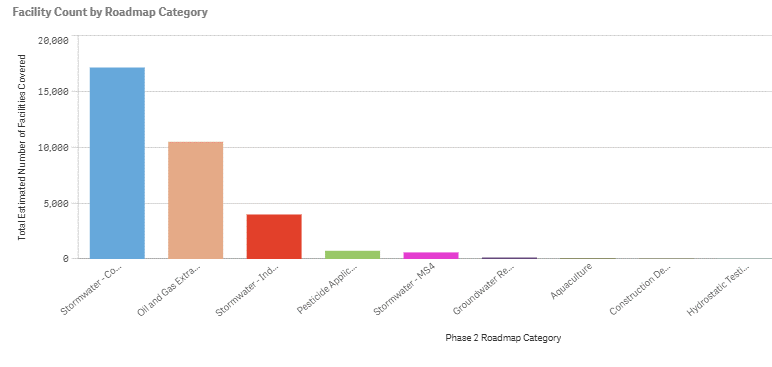 Facility Count by Roadmap Category
Total Estimated Number of Facilities Covered
20,000
15,000
10,000
5,000
0
Stormwater - Co...
Oil and Gas Extra...
Stormwater - Ind...
Pesticide Applic...
Stormwater - MS4
Groundwater Re...
Aquaculture
Construction De...
Hydrostatic Testi...
Phase 2 Roadmap Category